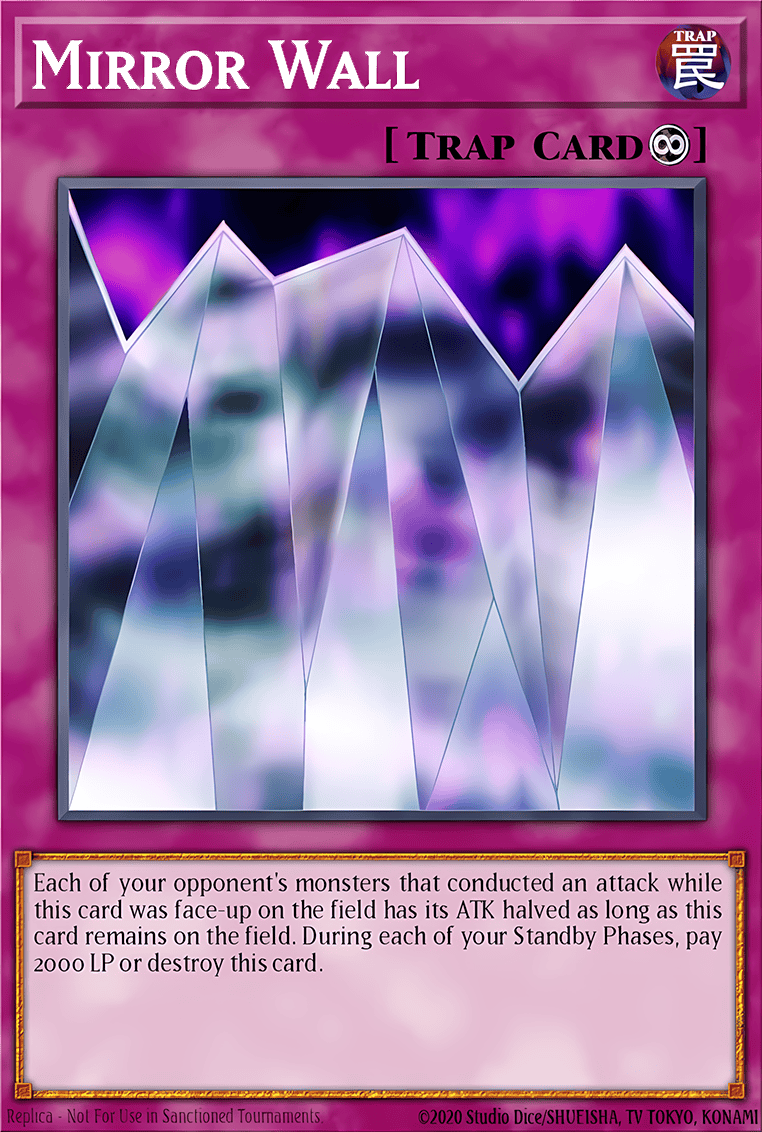 MIRROR WALL
TRAP
罠
[TRAP CARD♾]
Each of your opponent's monsters that conducted an attack while
this card was face-up on the field has its ATK halved as long as this
card remains on the field. During each of your Standby Phases, pay
2000 LP or destroy this card.
Replica - Not For Use in Sanctioned Tournaments.
©2020 Studio Dice/SHUEISHA, TV TOKYO, KONAMI